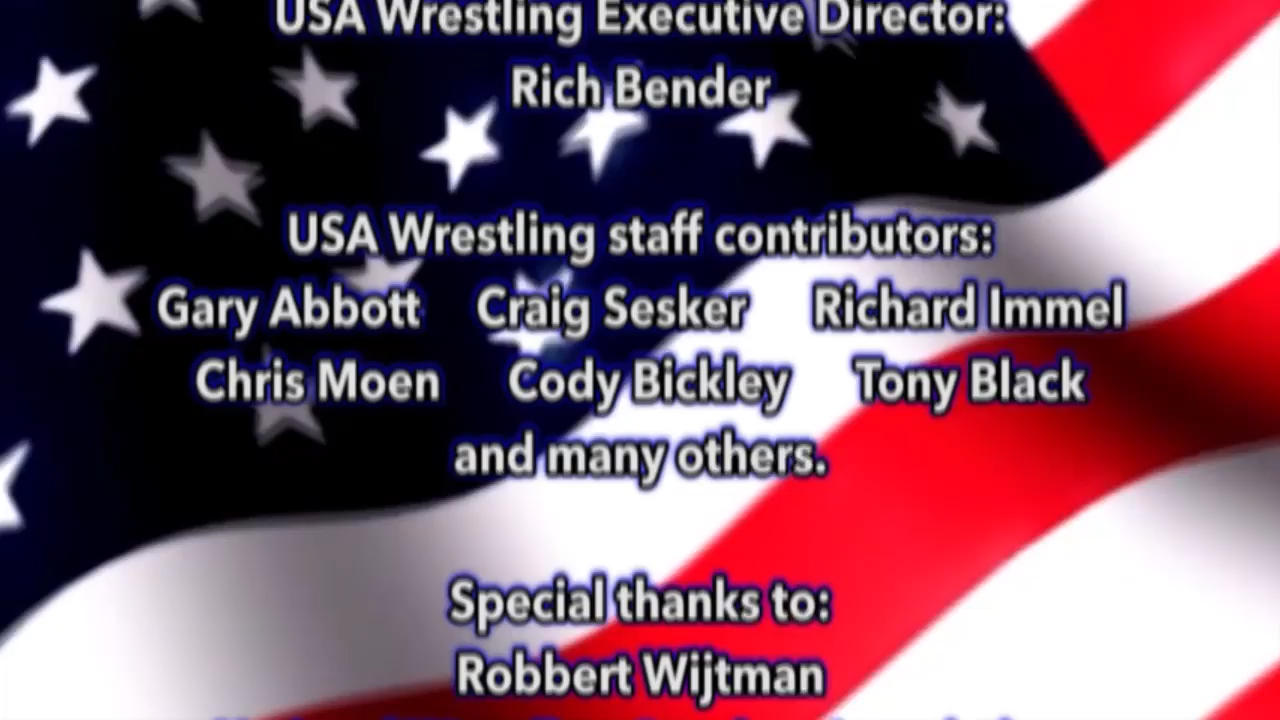 USA Wrestling Executive Director:
Rich Bender
USA Wrestling staff contributors:
Gary Abbott Craig Sesker Richard Immel
Chris Moen Cody Bickley Tony Black
and many others.
Special thanks to:
Robbert Wijtman